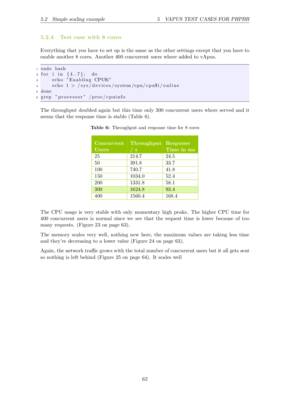 5.2 Simple scaling example 5 VAPUS TEST CASES FOR PHP
5.2.4 Test case with 8 cores
Everything that you have to set up is the same as the other settings except that you have to
enable another 8 cores. Another 400 concurrent users where added to vApus.
1 sudo bash
2 for i in {4..7}; do
3 echo "Enabling CPU$i"
4 echo 1 > /sys/devices/system/cpu/cpu$i/online
5 done
6 grep "processor" /proc/cpuinfo
The throughput doubled again but this time only 300 concurrent users where served and it
seems that the response time is stable (Table 6).
Table 6: Throughput and response time for 8 cores
Concurrent Throughput Response
Users / s Time in ms
25 214.7 24.5
50 391.6 33.7
100 740.7 41.8
150 1034.0 52.4
200 1331.8 58.1
300 1624.8 93.4
400 1560.4 168.4
The CPU usage is very stable with only momentary high peaks. The higher CPU time for
400 concurrent users is normal since we see that the request time is lower because of too
many requests. (Figure 23 on page 63).
The memory scales very well, nothing new here, the maximum values are taking less time
and they're decreasing to a lower value (Figure 24 on page 63).
Again, the network traffic grows with the total number of concurrent users but it all gets sent
so nothing is left behind (Figure 25 on page 64). It scales well
62